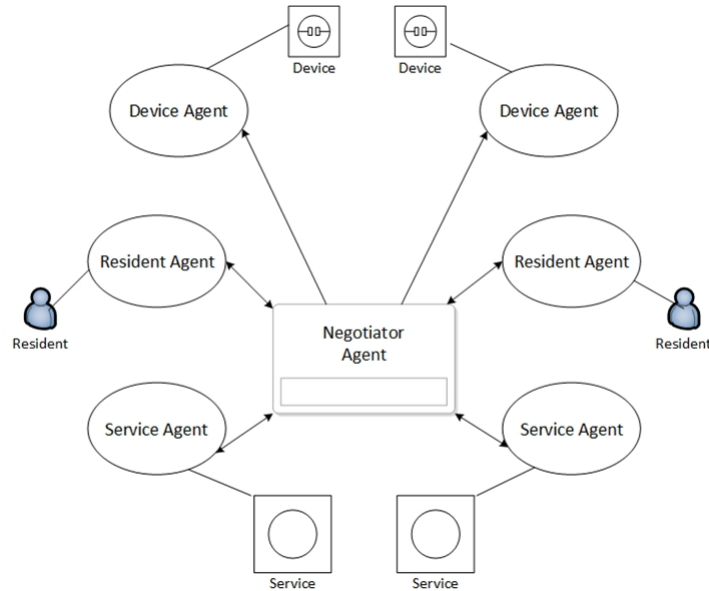 Device
Device
Device Agent
Device Agent
Resident Agent
Resident Agent
Negotiator
Agent
Resident
Resident
Service Agent
Service Agent
Service
Service